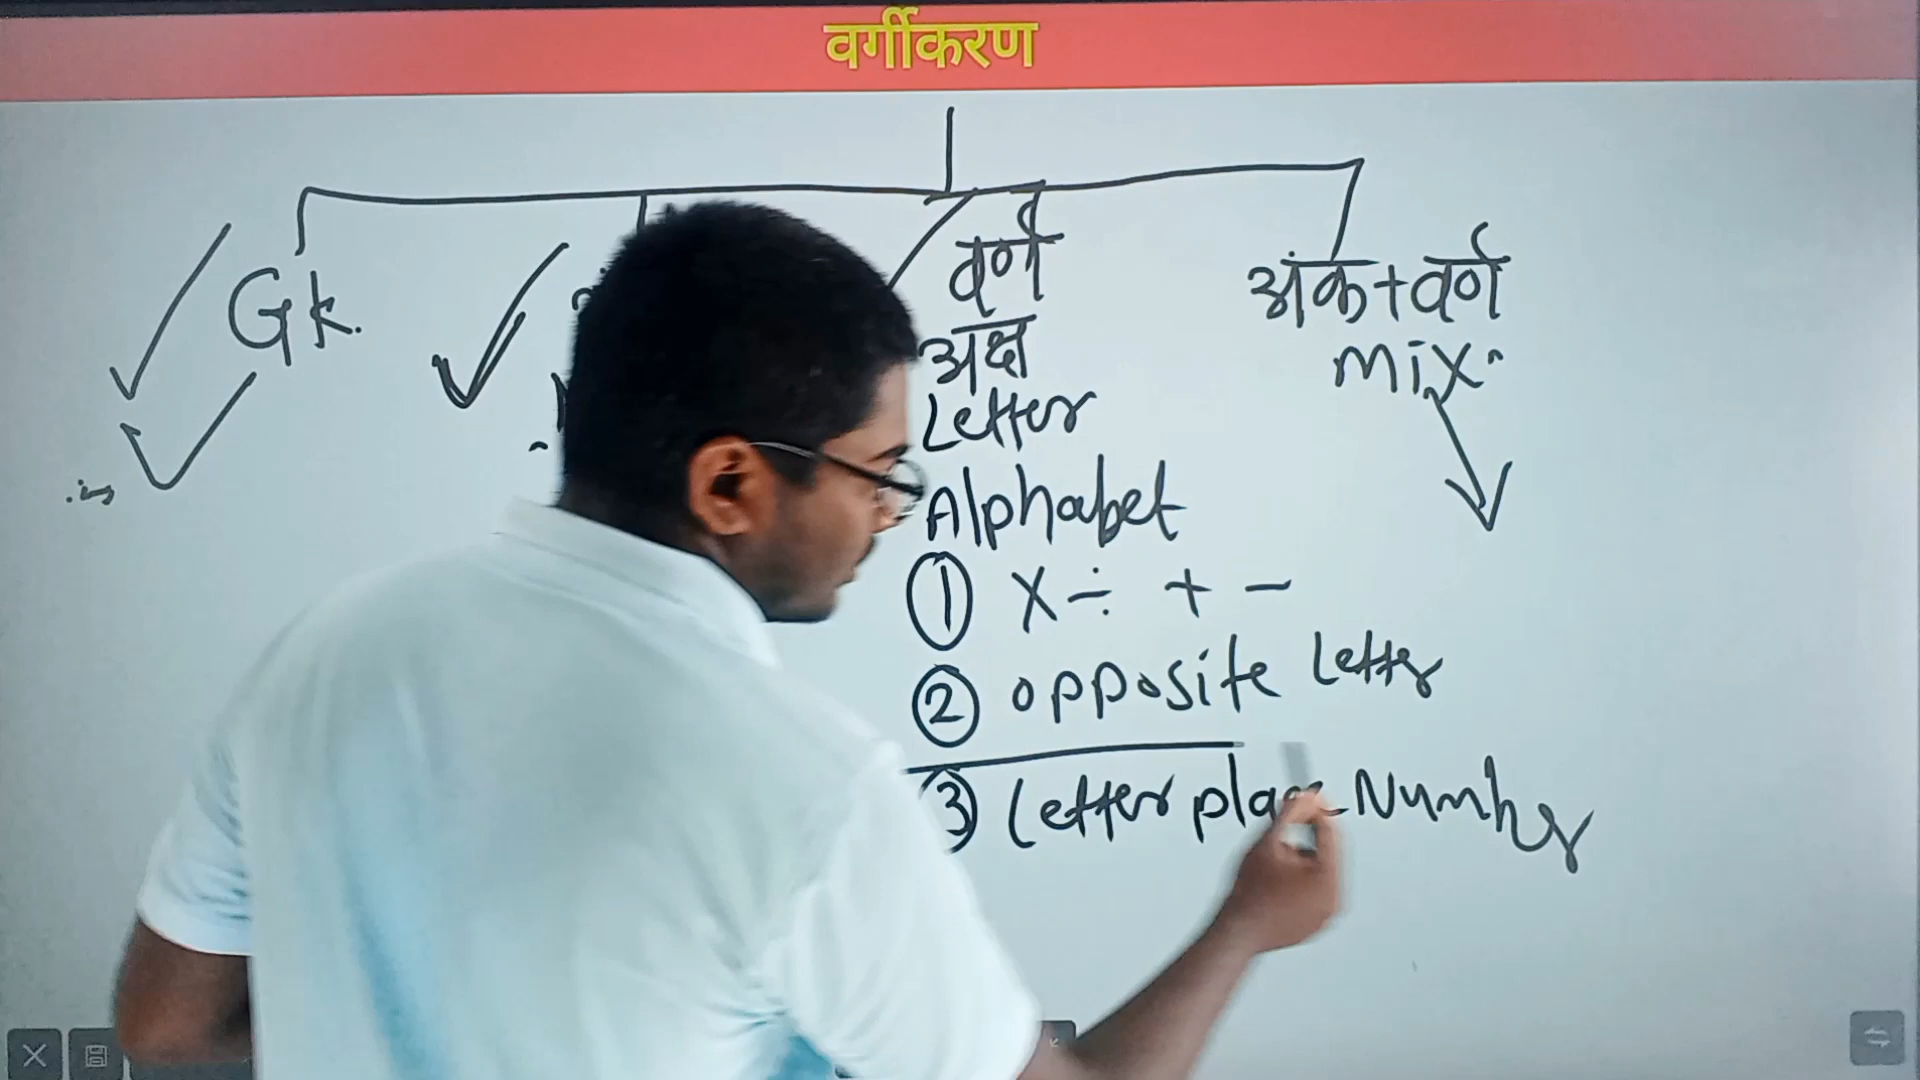 वर्गीकरण
Gk.
वर्ण
अक्ष
Letter
Alphabet
① × ÷ + −
② opposite Letter
③ Letter place Number
अंक+वर्ण
mix